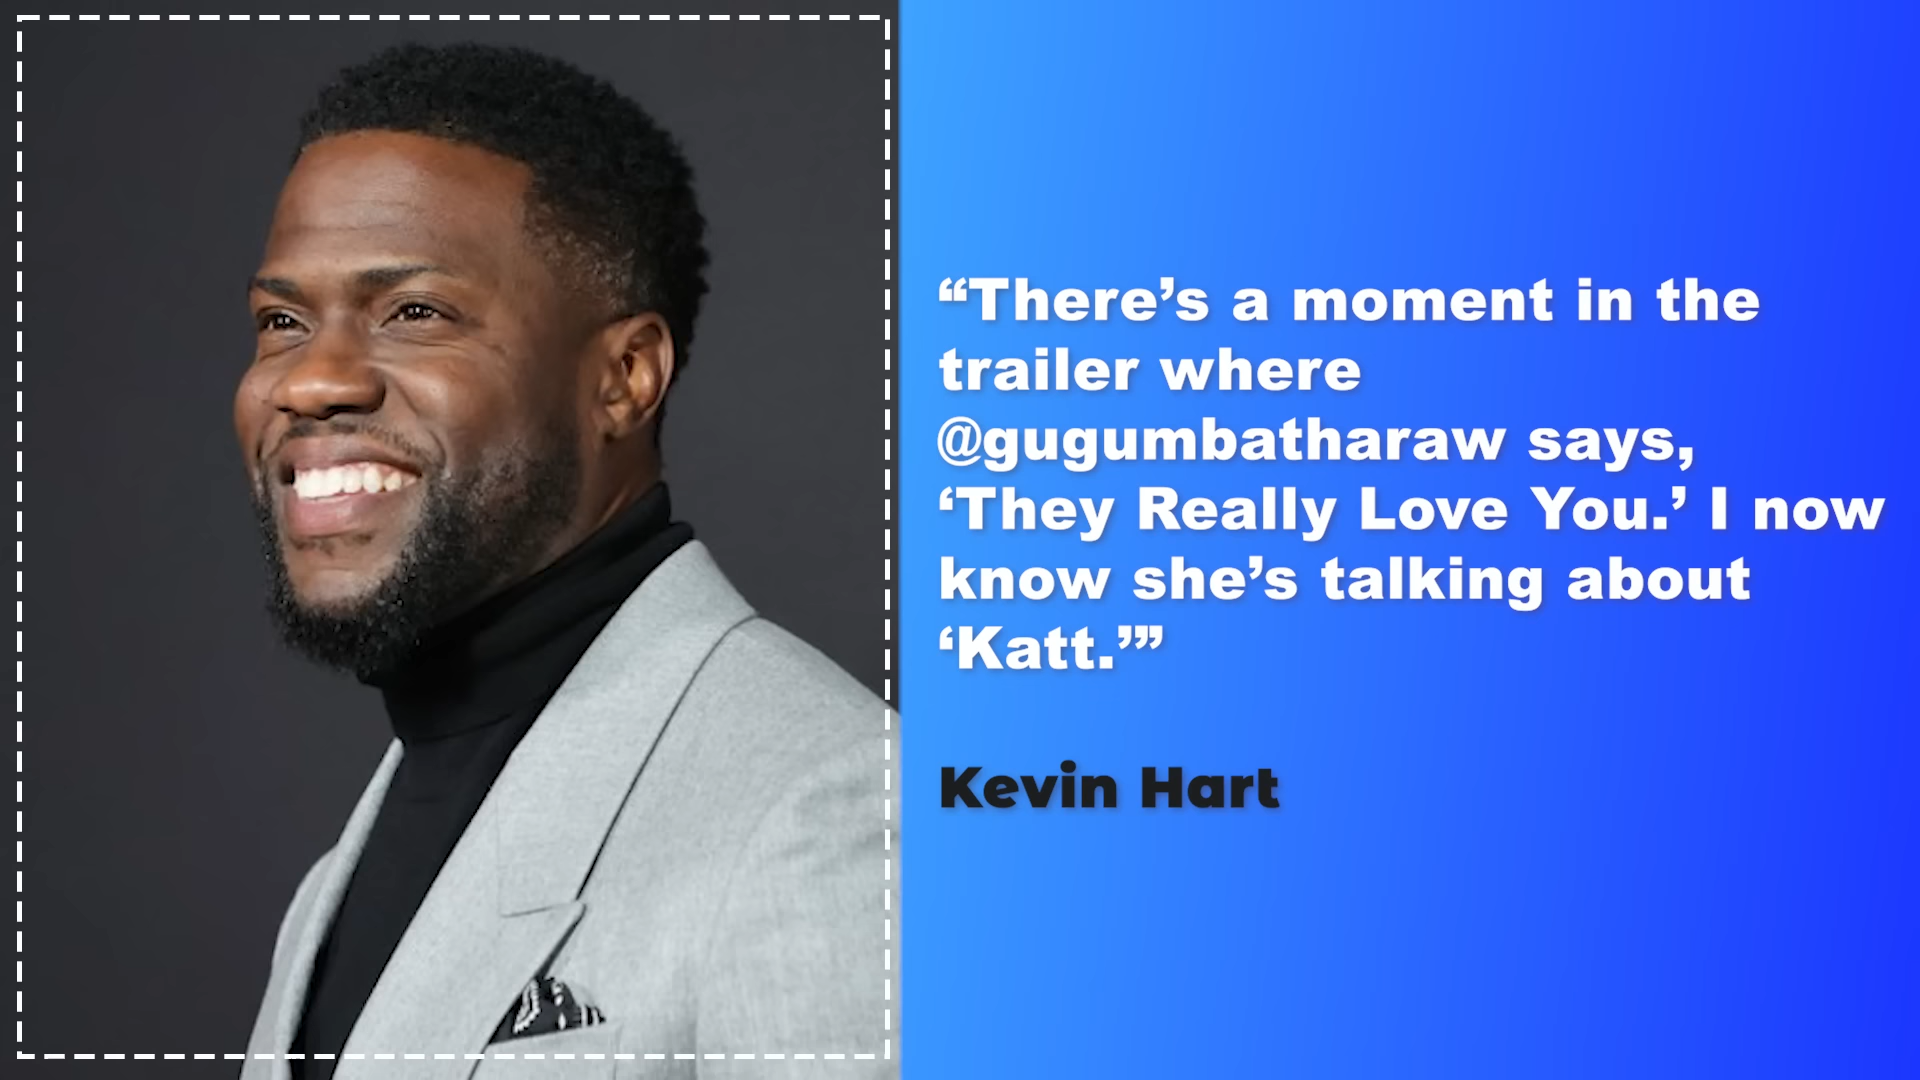 “There’s a moment in the
trailer where
@gugumbatharaw says,
‘They Really Love You.’ I now
know she’s talking about
‘Katt.’”
Kevin Hart